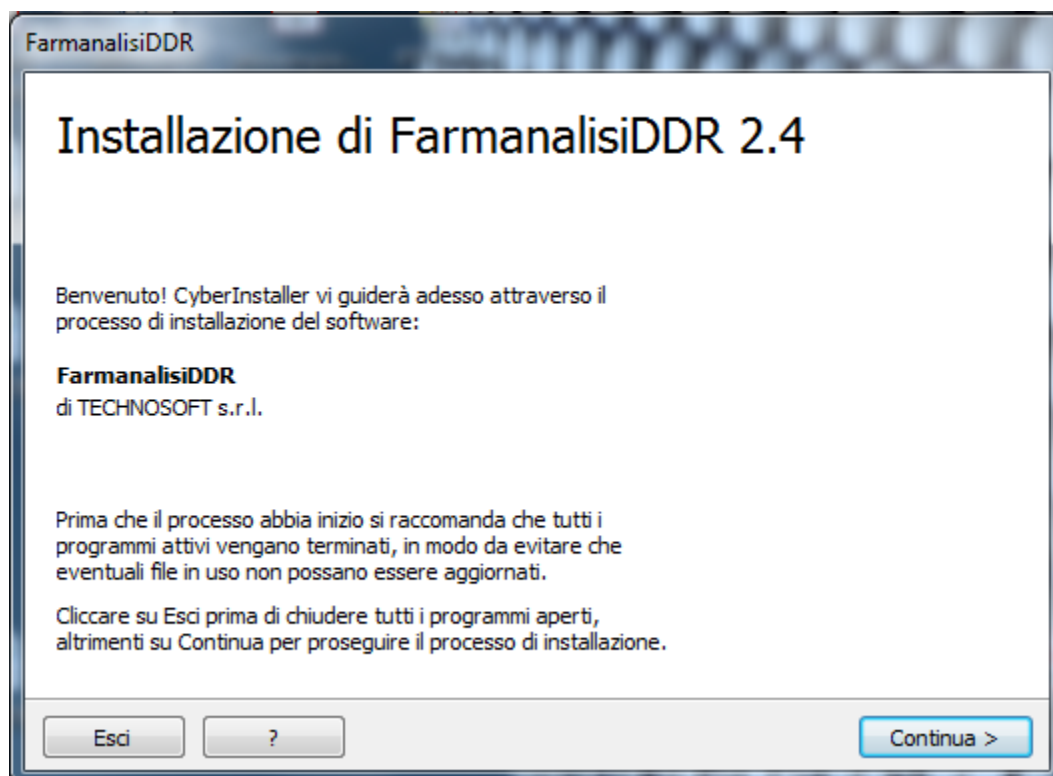 FarmanalisiDDR
Installazione di FarmanalisiDDR 2.4
Benvenuto! CyberInstaller vi guiderà adesso attraverso il
processo di installazione del software:
FarmanalisiDDR
di TECHNOSOFT s.r.l.
Prima che il processo abbia inizio si raccomanda che tutti i
programmi attivi vengano terminati, in modo da evitare che
eventuali file in uso non possano essere aggiornati.
Cliccare su Esci prima di chiudere tutti i programmi aperti,
altrimenti su Continua per proseguire il processo di installazione.
Esci
?
Continua >